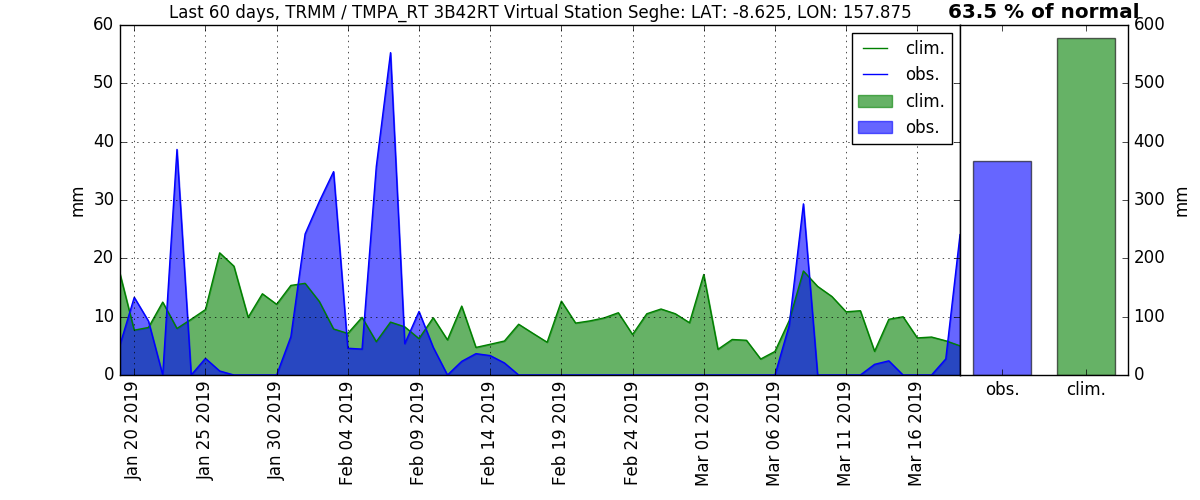 Last 60 days, TRMM / TMPA_RT 3B42RT Virtual Station Seghe: LAT: -8.625, LON: 157.875
63.5 % of normal
60
50
40
30
20
10
0
mm
clim.
obs.
clim.
obs.
600
500
400
300
200
100
0
mm
Jan 20 2019
Jan 25 2019
Jan 30 2019
Feb 04 2019
Feb 09 2019
Feb 14 2019
Feb 19 2019
Feb 24 2019
Mar 01 2019
Mar 06 2019
Mar 11 2019
Mar 16 2019
obs.
clim.